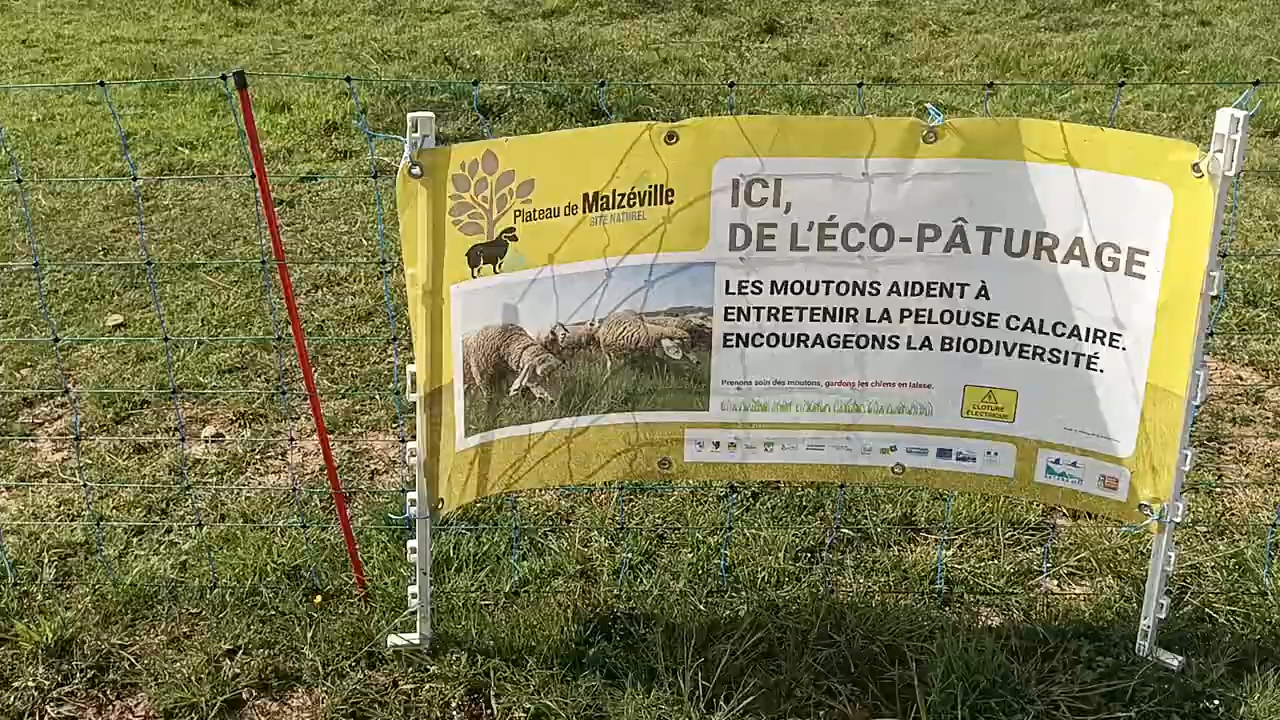 Plateau de Malzéville
SITE NATUREL
ICI,
DE L'ÉCO-PÂTURAGE
LES MOUTONS AIDENT À
ENTRETENIR LA PELOUSE CALCAIRE.
ENCOURAGEONS LA BIODIVERSITÉ.
Prenons soin des moutons, gardons les chiens en laisse.
CLÔTURE
ÉLECTRIQUE